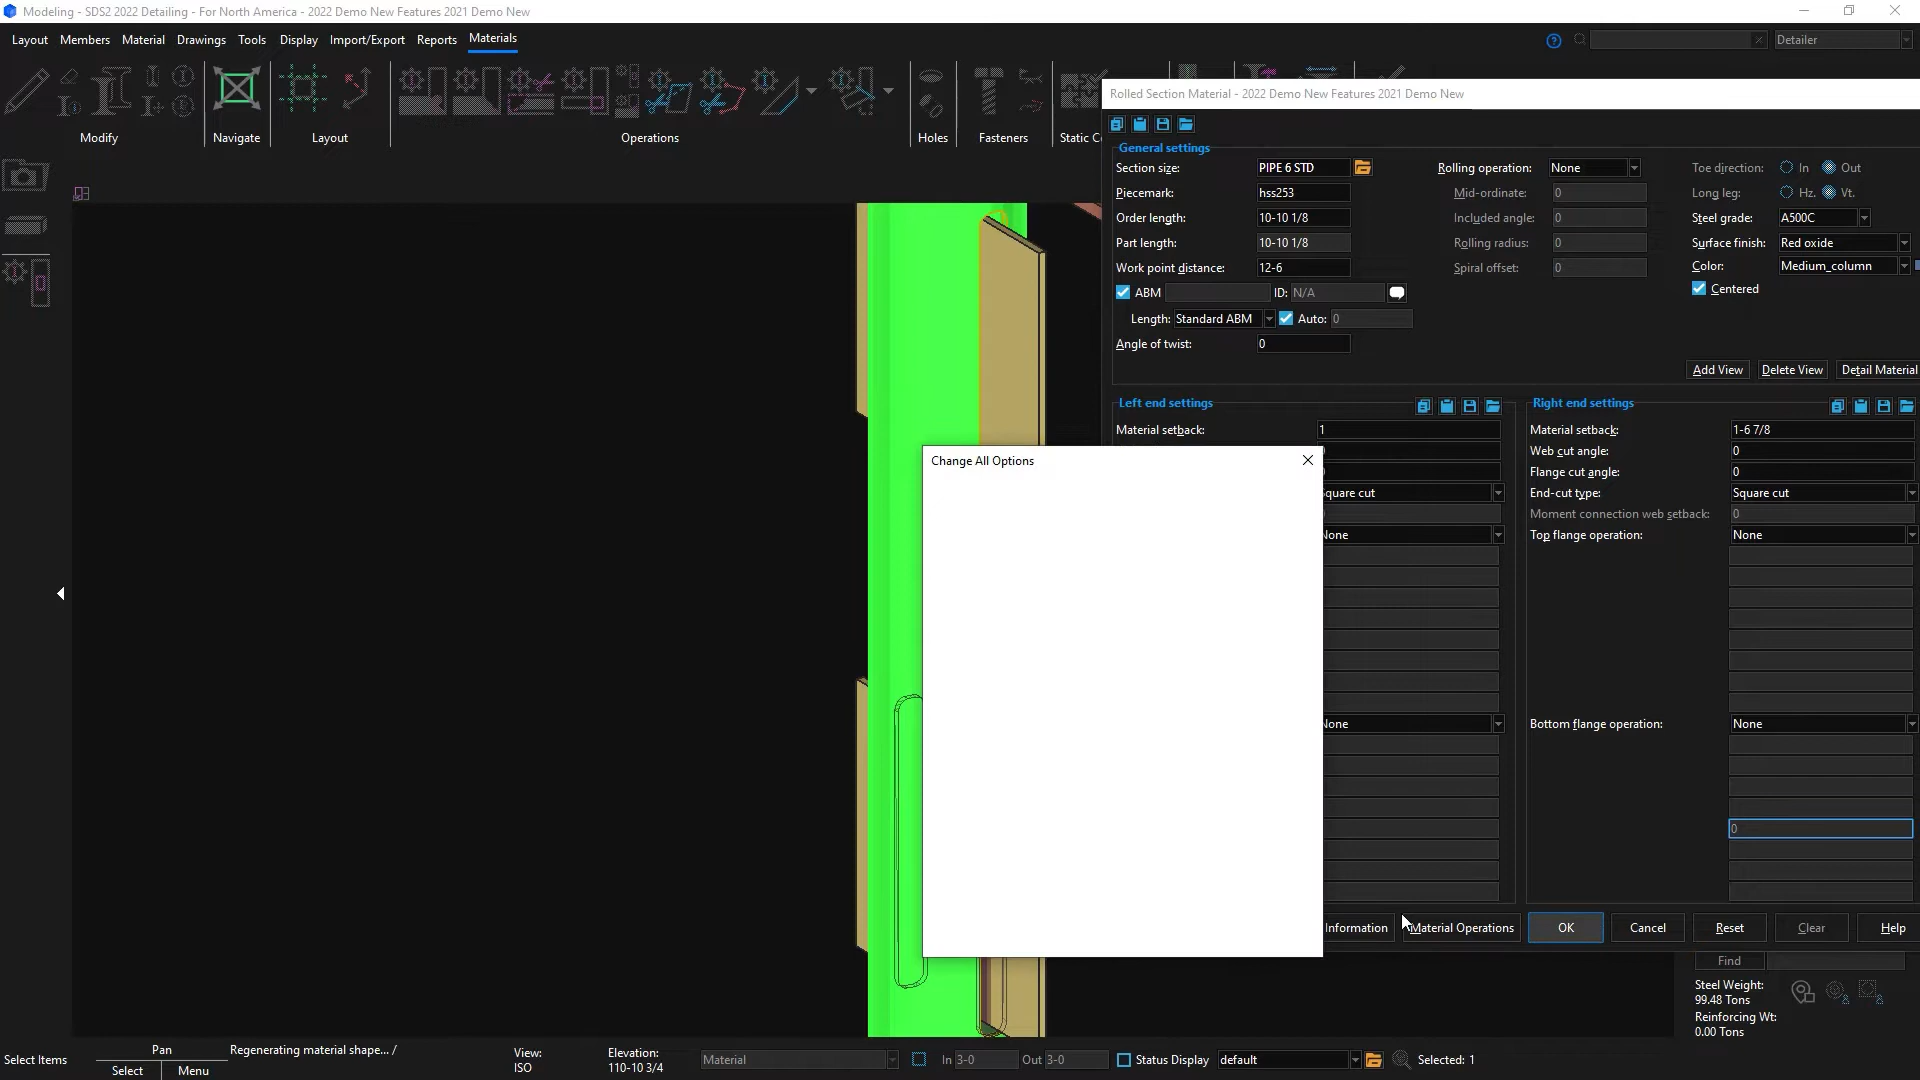 Modeling - SDS2 2022 Detailing - For North America - 2022 Demo New Features 2021 Demo New
Layout Members Material Drawings Tools Display Import/Export Reports Materials
Detailer
Modify Navigate Layout Operations Holes Fasteners Static C
Rolled Section Material - 2022 Demo New Features 2021 Demo New
General settings
Section size: PIPE 6 STD Rolling operation: None Toe direction: In Out
Piecemark: hss253 Mid-ordinate: 0 Long leg: Hz. Vt.
Order length: 10-10 1/8 Included angle: 0 Steel grade: A500C
Part length: 10-10 1/8 Rolling radius: 0 Surface finish: Red oxide
Work point distance: 12-6 Spiral offset: 0 Color: Medium_column
ABM ID: N/A Centered
Length: Standard ABM Auto: 0
Angle of twist: 0
Add View Delete View Detail Material
Left end settings Right end settings
Material setback: 1 Material setback: 1-6 7/8
Change All Options
Web cut angle: 0
Flange cut angle: 0
Square cut End-cut type: Square cut
Moment connection web setback: 0
None Top flange operation: None
None Bottom flange operation: None
0
Information Material Operations OK Cancel Reset Clear Help
Find
Steel Weight:
99.48 Tons
Reinforcing Wt:
0.00 Tons
Select Items Pan Regenerating material shape... / View: Elevation: Material In 3-0 Out 3-0 Status Display default Selected: 1
Select Menu ISO 110-10 3/4